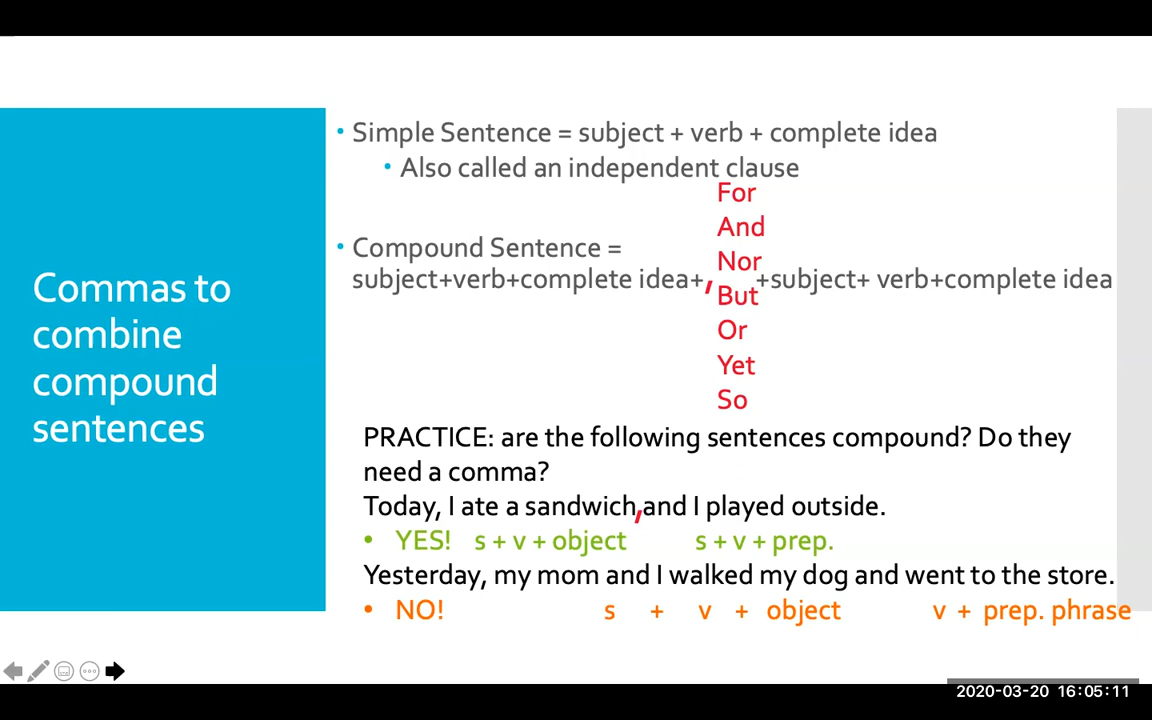 Commas to
combine
compound
sentences
• Simple Sentence = subject + verb + complete idea
• Also called an independent clause
• Compound Sentence =
subject+verb+complete idea+, +subject+ verb+complete idea
For
And
Nor
But
Or
Yet
So
PRACTICE: are the following sentences compound? Do they
need a comma?
Today, I ate a sandwich,and I played outside.
• YES! s + v + object s + v + prep.
Yesterday, my mom and I walked my dog and went to the store.
• NO! s + v + object v + prep. phrase
2020-03-20 16:05:11